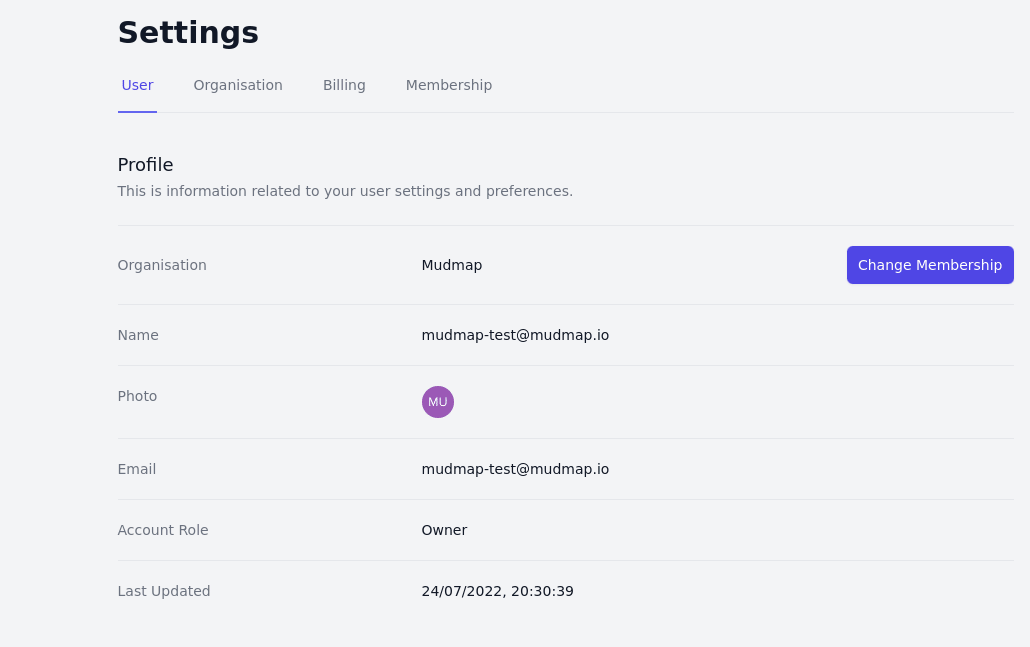 Settings
User Organisation Billing Membership
Profile
This is information related to your user settings and preferences.
Organisation Mudmap Change Membership
Name mudmap-test@mudmap.io
Photo MU
Email mudmap-test@mudmap.io
Account Role Owner
Last Updated 24/07/2022, 20:30:39